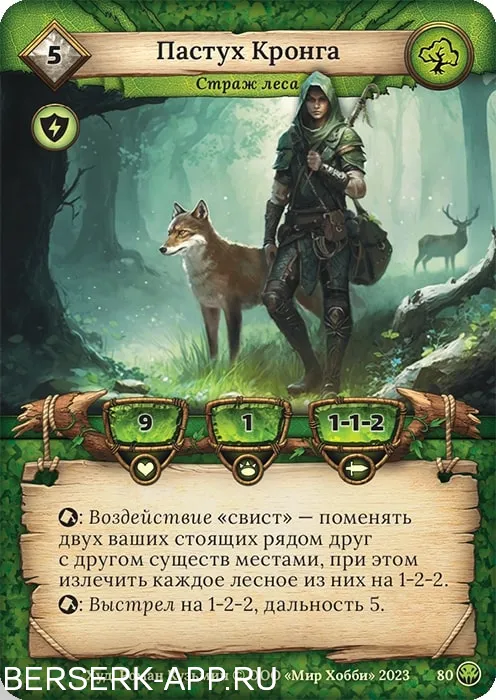 5
Пастух Кронга
Страж леса
9
1
1-1-2
: Воздействие «свист» — поменять
двух ваших стоящих рядом друг
с другом существ местами, при этом
излечить каждое лесное из них на 1-2-2.
: Выстрел на 1-2-2, дальность 5.
ООО «Мир Хобби» 2023
80
BERSERK-APP.RU